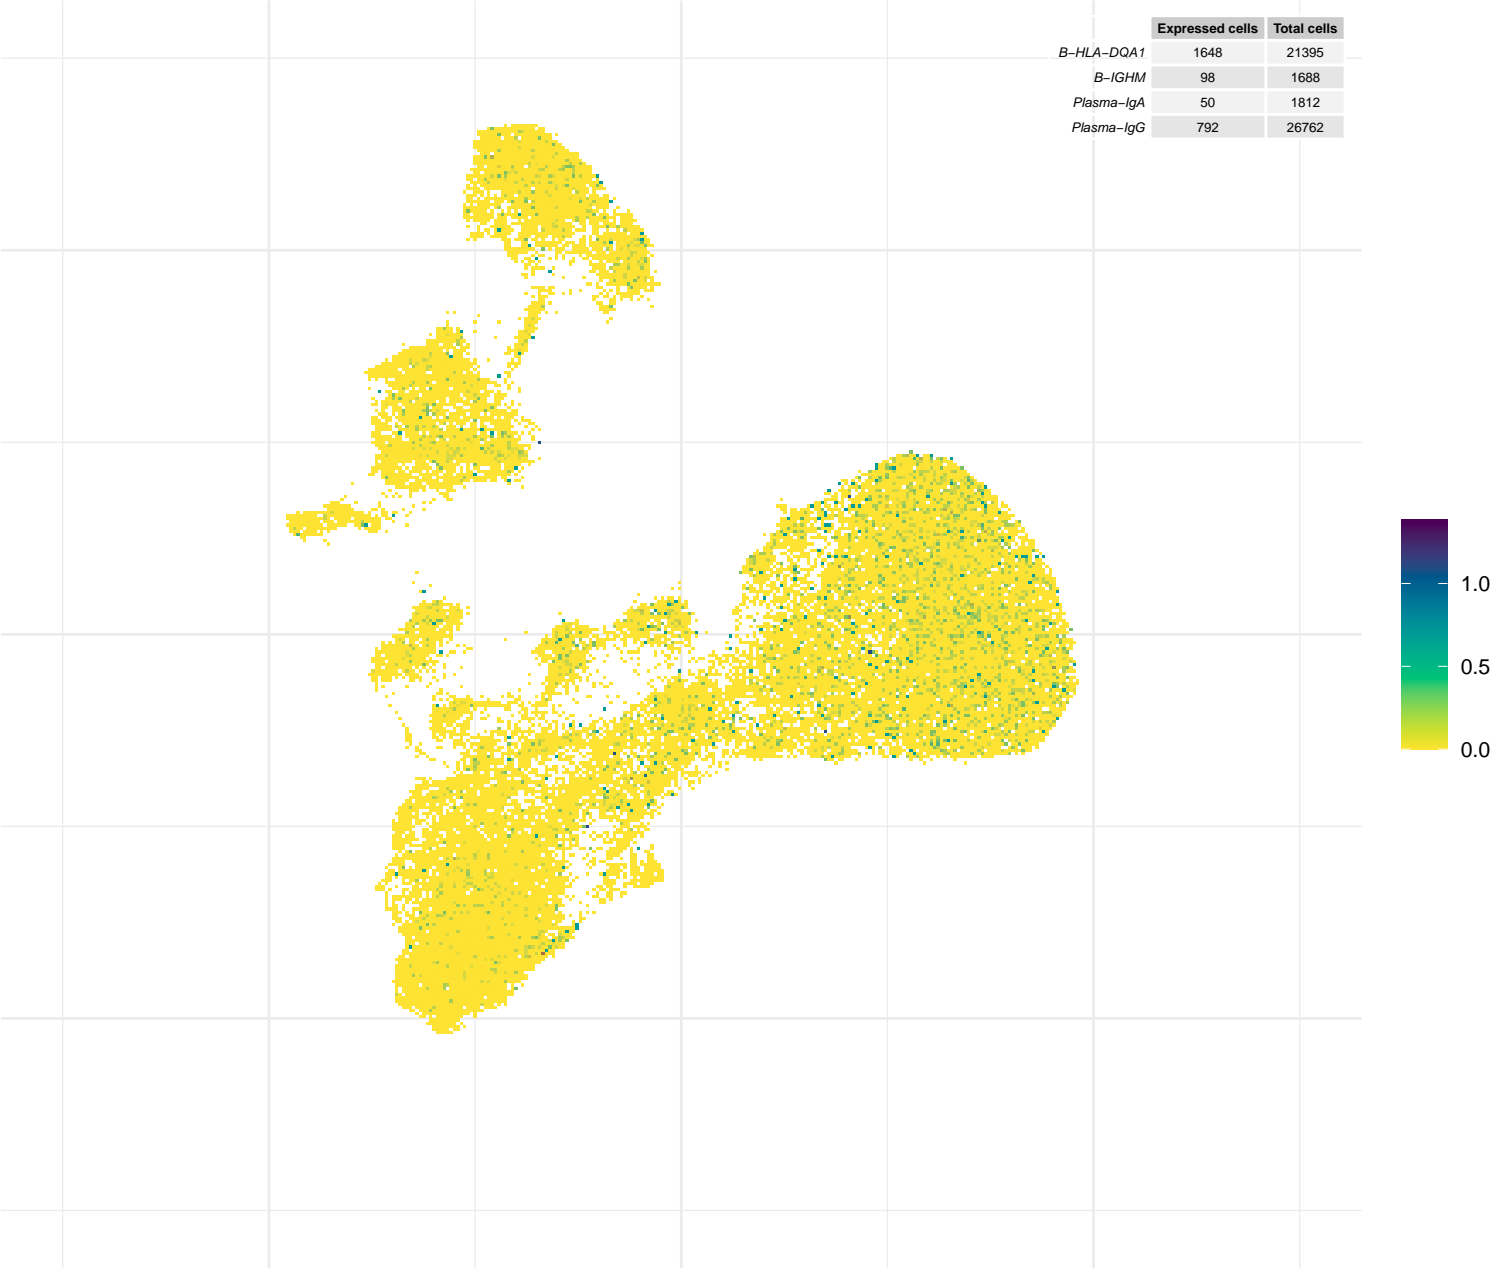 Expressed cells Total cells
B−HLA−DQA1 1648 21395
B−IGHM 98 1688
Plasma−IgA 50 1812
Plasma−IgG 792 26762
1.0
0.5
0.0